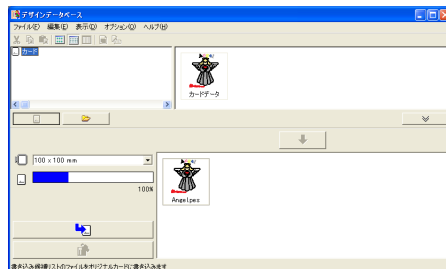 デザインデータベース
ファイル(F) 編集(E) 表示(D) オプション(O) ヘルプ(H)
カード
カードデータ
100 x 100 mm
100%
Angel.pes
書き込み候補リストのファイルをオリジナルカードに書き込みます